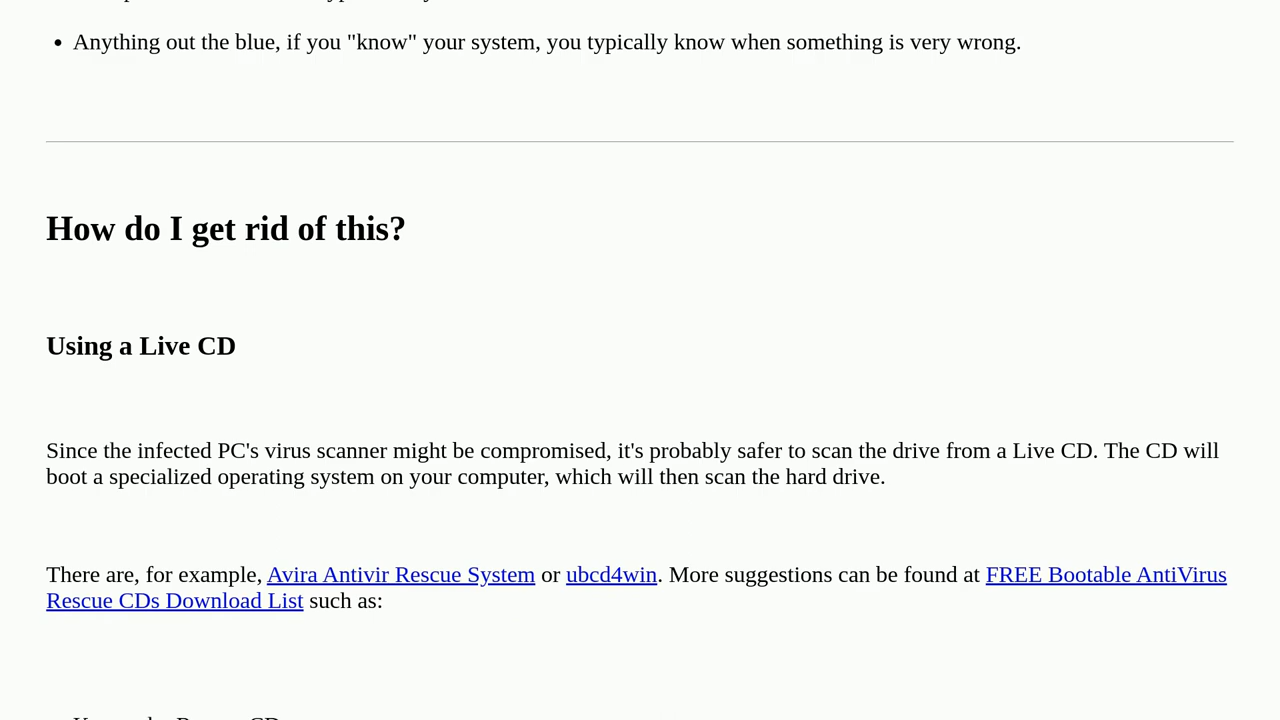 Anything out the blue, if you "know" your system, you typically know when something is very wrong.
How do I get rid of this?
Using a Live CD
Since the infected PC's virus scanner might be compromised, it's probably safer to scan the drive from a Live CD. The CD will
boot a specialized operating system on your computer, which will then scan the hard drive.
There are, for example, Avira Antivir Rescue System or ubcd4win. More suggestions can be found at FREE Bootable AntiVirus
Rescue CDs Download List such as: